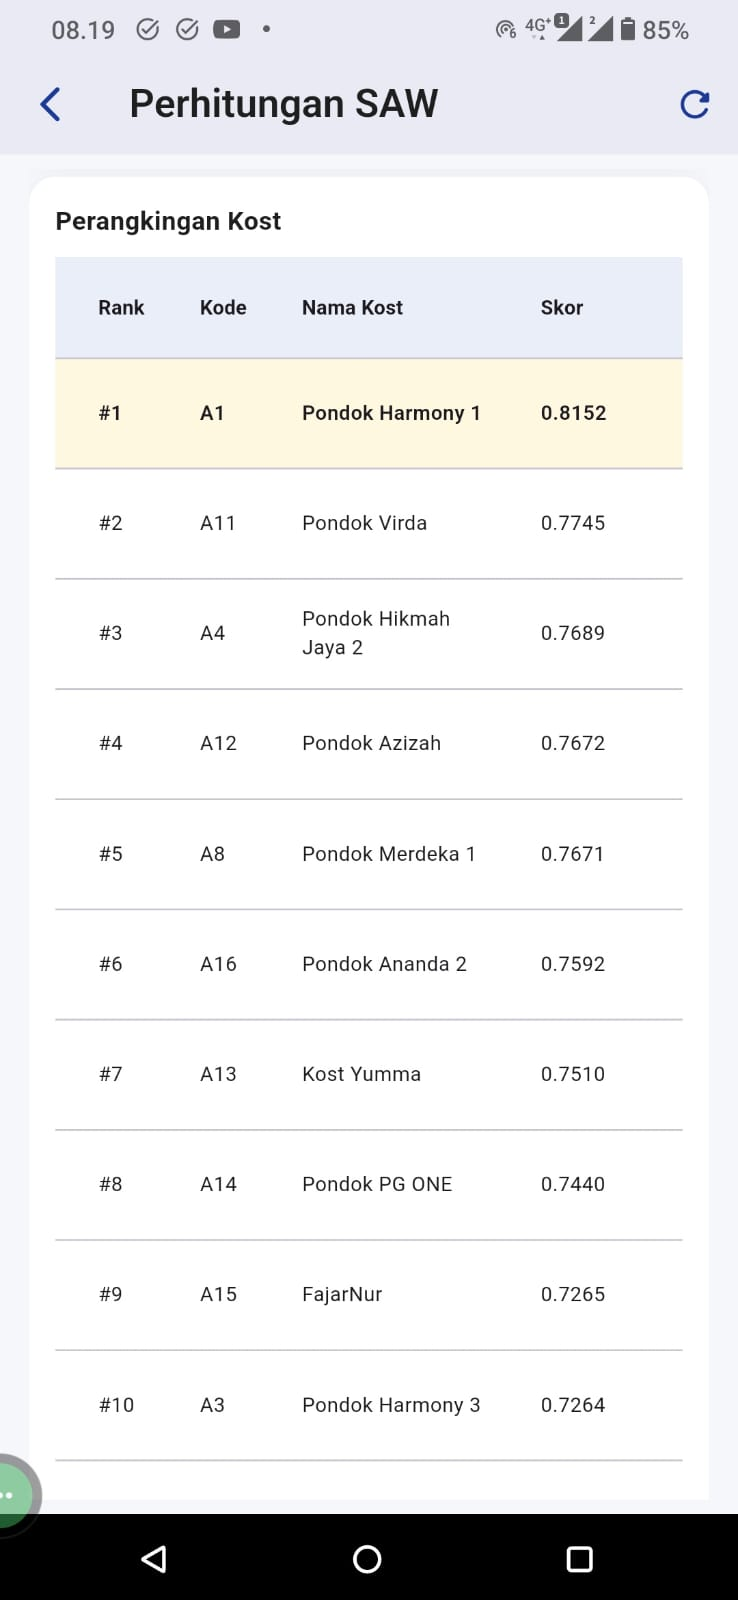 08.19 4G+ 1 2 85%
Perhitungan SAW
Perangkingan Kost
Rank Kode Nama Kost Skor
#1 A1 Pondok Harmony 1 0.8152
#2 A11 Pondok Virda 0.7745
#3 A4 Pondok Hikmah
Jaya 2 0.7689
#4 A12 Pondok Azizah 0.7672
#5 A8 Pondok Merdeka 1 0.7671
#6 A16 Pondok Ananda 2 0.7592
#7 A13 Kost Yumma 0.7510
#8 A14 Pondok PG ONE 0.7440
#9 A15 FajarNur 0.7265
#10 A3 Pondok Harmony 3 0.7264